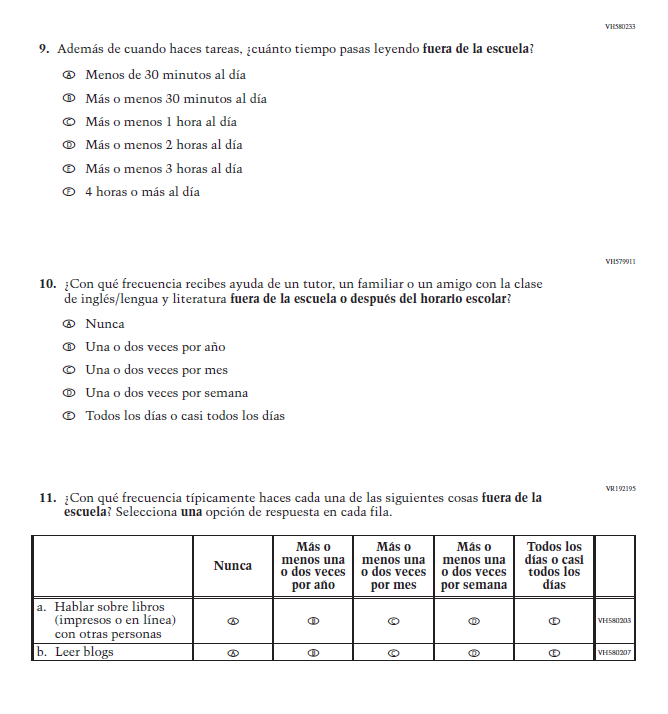 VH580233
9. Además de cuando haces tareas, ¿cuánto tiempo pasas leyendo fuera de la escuela?
A Menos de 30 minutos al día
B Más o menos 30 minutos al día
C Más o menos 1 hora al día
D Más o menos 2 horas al día
E Más o menos 3 horas al día
F 4 horas o más al día
VH579911
10. ¿Con qué frecuencia recibes ayuda de un tutor, un familiar o un amigo con la clase
de inglés/lengua y literatura fuera de la escuela o después del horario escolar?
A Nunca
B Una o dos veces por año
C Una o dos veces por mes
D Una o dos veces por semana
E Todos los días o casi todos los días
VR192195
11. ¿Con qué frecuencia típicamente haces cada una de las siguientes cosas fuera de la
escuela? Selecciona una opción de respuesta en cada fila.
Nunca
Más o
menos una
o dos veces
por año
Más o
menos una
o dos veces
por mes
Más o
menos una
o dos veces
por semana
Todos los
días o casi
todos los
días
a. Hablar sobre libros
(impresos o en línea)
con otras personas
A B C D E VH580203
b. Leer blogs A B C D E VH580207